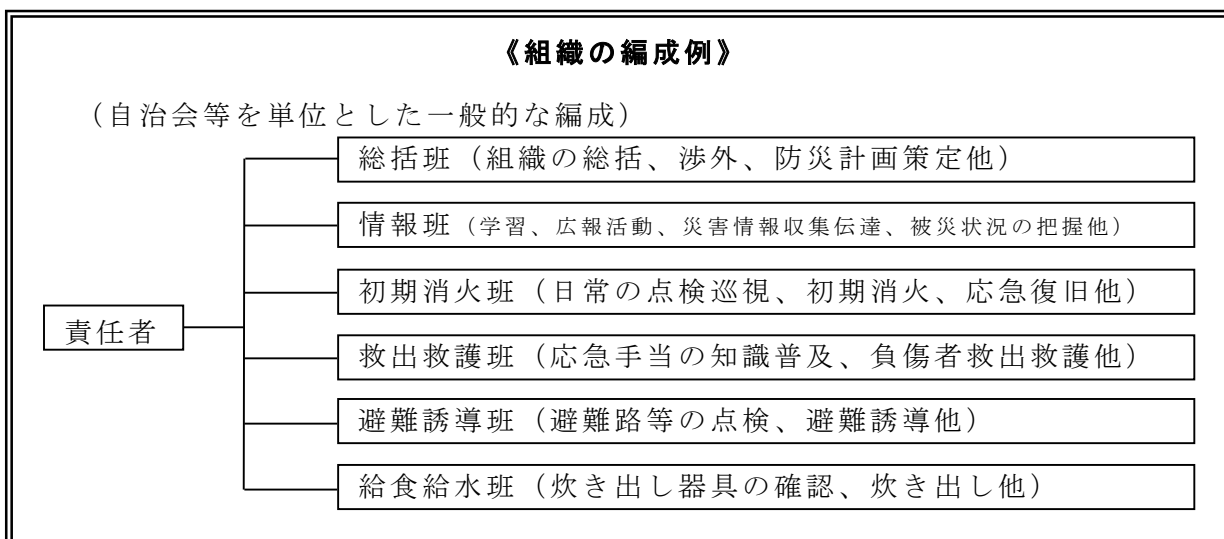 《組織の編成例》
（自治会等を単位とした一般的な編成）
総括班（組織の総括、渉外、防災計画策定他）
情報班（学習、広報活動、災害情報収集伝達、被災状況の把握他）
初期消火班（日常の点検巡視、初期消火、応急復旧他）
責任者
救出救護班（応急手当の知識普及、負傷者救出救護他）
避難誘導班（避難路等の点検、避難誘導他）
給食給水班（炊き出し器具の確認、炊き出し他）